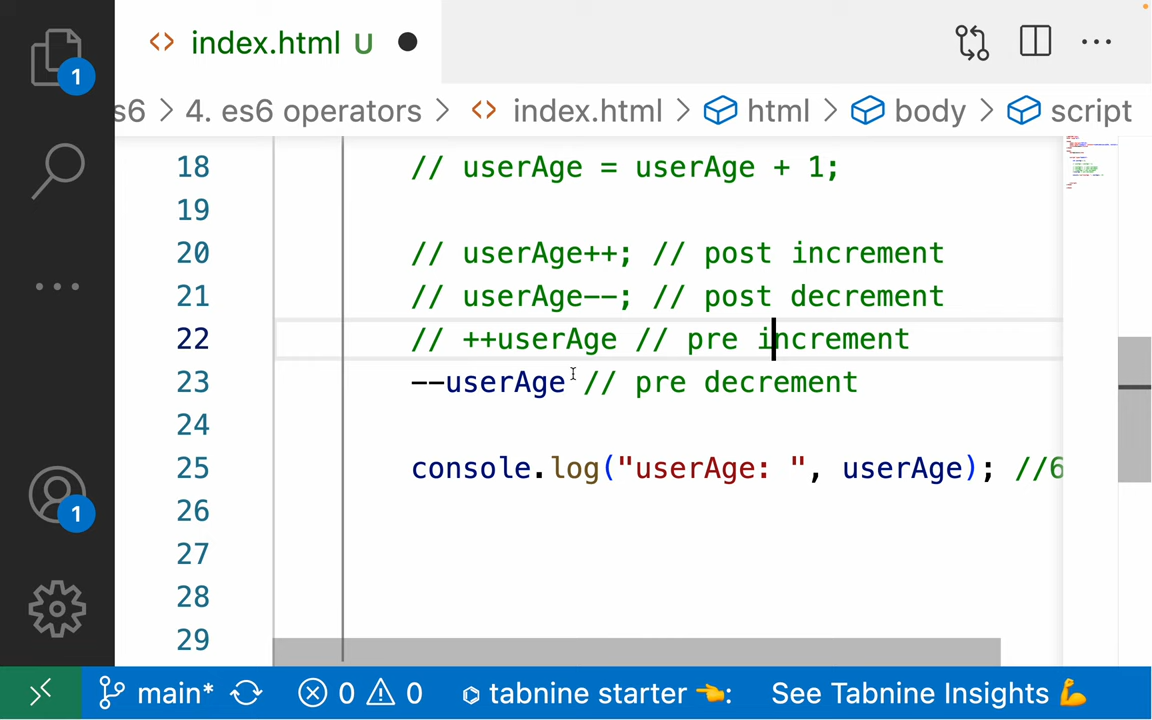 index.html U
1
s6 > 4. es6 operators > index.html > html > body > script
18 // userAge = userAge + 1;
19
20 // userAge++; // post increment
21 // userAge--; // post decrement
22 // ++userAge // pre increment
23 --userAge // pre decrement
24
25 console.log("userAge: ", userAge); //6
26
27
28
29
1
main* 0 0 tabnine starter 👈: See Tabnine Insights 💪